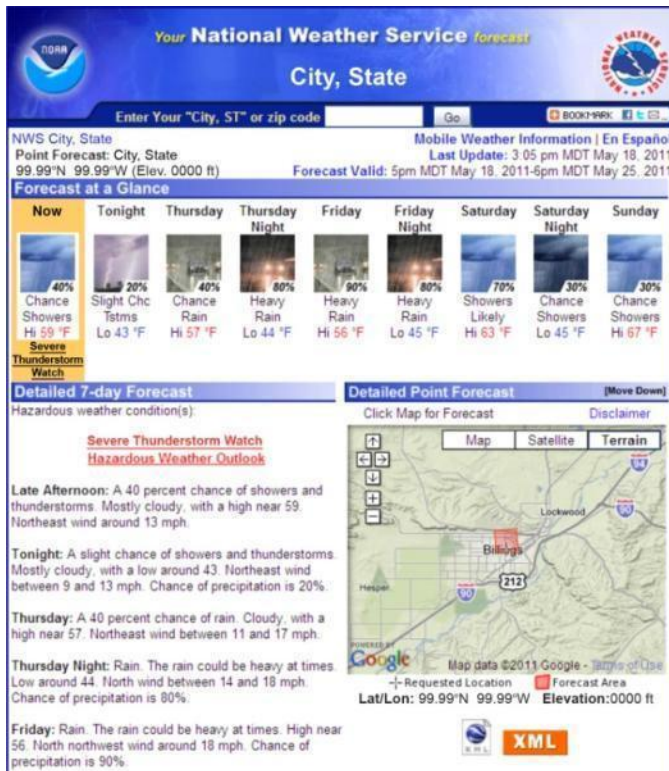 NOAA
Your National Weather Service forecast
City, State
NATIONAL WEATHER SERVICE
Enter Your "City, ST" or zip code
Go
BOOKMARK
NWS City, State
Mobile Weather Information | En Español
Point Forecast: City, State
Last Update: 3:05 pm MDT May 18, 2011
99.99°N 99.99°W (Elev. 0000 ft)
Forecast Valid: 5pm MDT May 18, 2011-6pm MDT May 25, 2011
Forecast at a Glance
Now Tonight Thursday Thursday Night Friday Friday Night Saturday Saturday Night Sunday
40% 20% 40% 80% 90% 80% 70% 30% 30%
Chance Slight Chc Chance Heavy Heavy Heavy Showers Chance Chance
Showers Tstms Rain Rain Rain Rain Likely Showers Showers
Hi 59 °F Lo 43 °F Hi 57 °F Lo 44 °F Hi 56 °F Lo 45 °F Hi 63 °F Lo 45 °F Hi 67 °F
Severe
Thunderstorm
Watch
Detailed 7-day Forecast
Hazardous weather condition(s):
Severe Thunderstorm Watch
Hazardous Weather Outlook
Late Afternoon: A 40 percent chance of showers and
thunderstorms. Mostly cloudy, with a high near 59.
Northeast wind around 13 mph.
Tonight: A slight chance of showers and thunderstorms.
Mostly cloudy, with a low around 43. Northeast wind
between 9 and 13 mph. Chance of precipitation is 20%.
Thursday: A 40 percent chance of rain. Cloudy, with a
high near 57. Northeast wind between 11 and 17 mph.
Thursday Night: Rain. The rain could be heavy at times.
Low around 44. North wind between 14 and 18 mph.
Chance of precipitation is 80%.
Friday: Rain. The rain could be heavy at times. High near
56. North northwest wind around 18 mph. Chance of
precipitation is 90%.
Detailed Point Forecast [Move Down]
Click Map for Forecast Disclaimer
Map Satellite Terrain
94
90
Lockwood
Billings
212
Hesper
90
POWERED BY
Google
Map data ©2011 Google - Terms of Use
Requested Location Forecast Area
Lat/Lon: 99.99°N 99.99°W Elevation:0000 ft
KML
XML